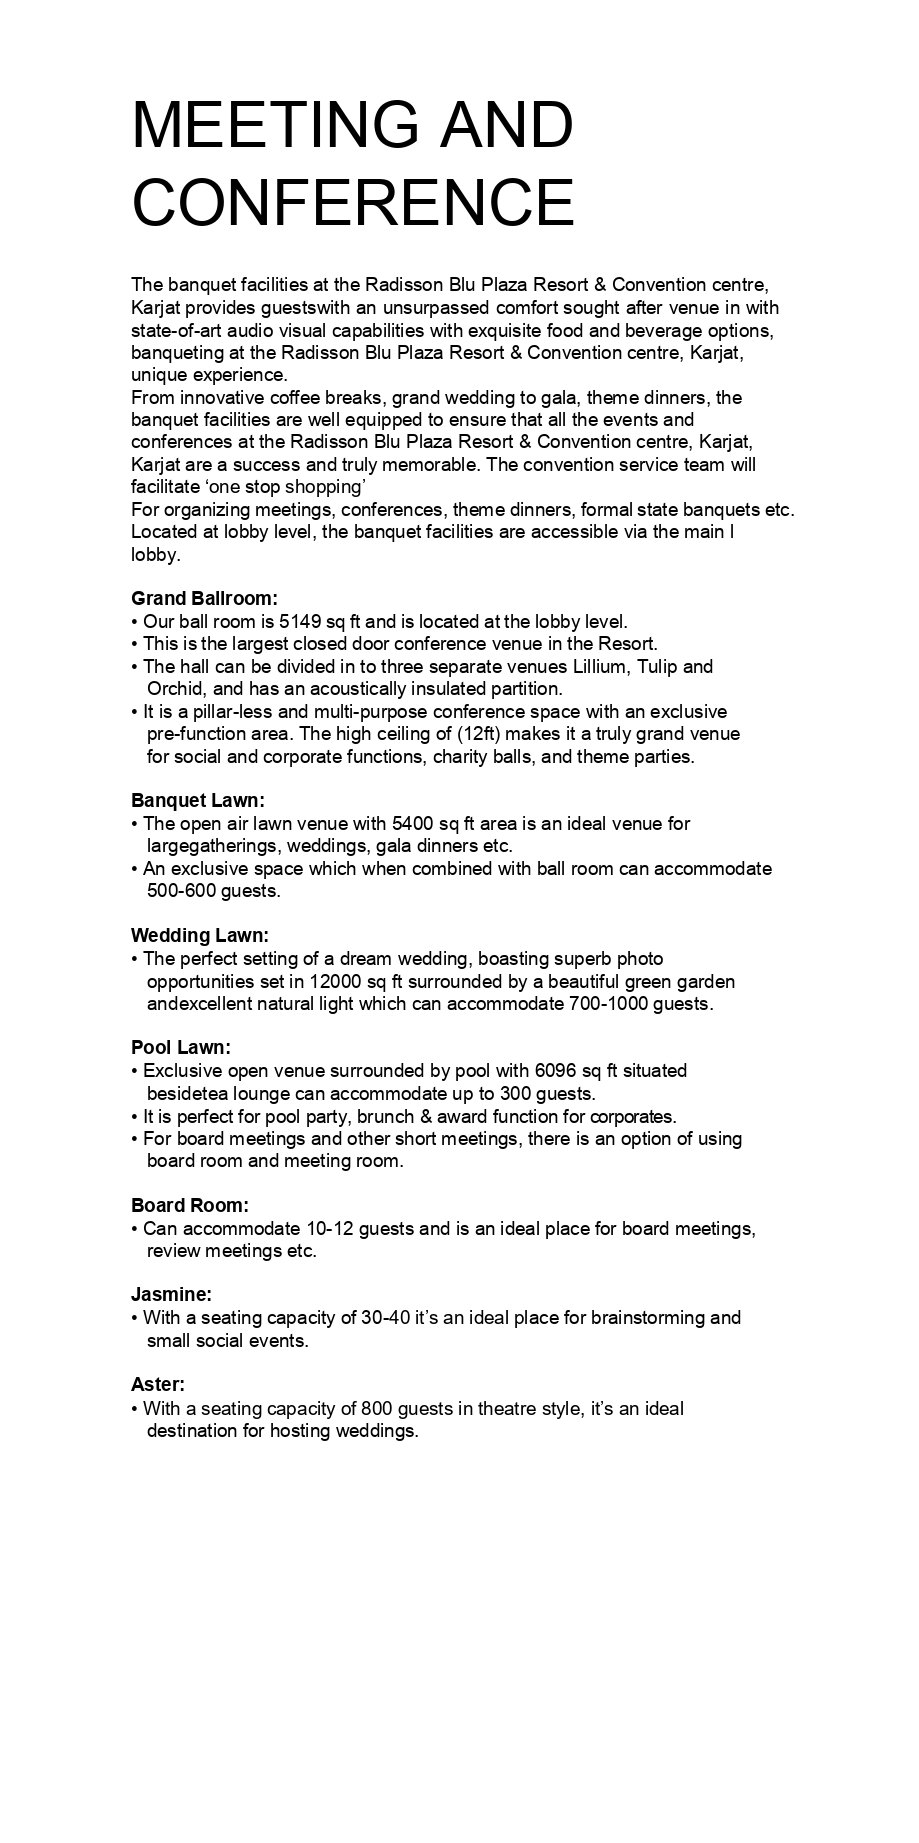 MEETING AND
CONFERENCE
The banquet facilities at the Radisson Blu Plaza Resort & Convention centre,
Karjat provides guestswith an unsurpassed comfort sought after venue in with
state-of-art audio visual capabilities with exquisite food and beverage options,
banqueting at the Radisson Blu Plaza Resort & Convention centre, Karjat,
unique experience.
From innovative coffee breaks, grand wedding to gala, theme dinners, the
banquet facilities are well equipped to ensure that all the events and
conferences at the Radisson Blu Plaza Resort & Convention centre, Karjat,
Karjat are a success and truly memorable. The convention service team will
facilitate ‘one stop shopping’
For organizing meetings, conferences, theme dinners, formal state banquets etc.
Located at lobby level, the banquet facilities are accessible via the main l
lobby.
Grand Ballroom:
• Our ball room is 5149 sq ft and is located at the lobby level.
• This is the largest closed door conference venue in the Resort.
• The hall can be divided in to three separate venues Lillium, Tulip and
Orchid, and has an acoustically insulated partition.
• It is a pillar-less and multi-purpose conference space with an exclusive
pre-function area. The high ceiling of (12ft) makes it a truly grand venue
for social and corporate functions, charity balls, and theme parties.
Banquet Lawn:
• The open air lawn venue with 5400 sq ft area is an ideal venue for
largegatherings, weddings, gala dinners etc.
• An exclusive space which when combined with ball room can accommodate
500-600 guests.
Wedding Lawn:
• The perfect setting of a dream wedding, boasting superb photo
opportunities set in 12000 sq ft surrounded by a beautiful green garden
andexcellent natural light which can accommodate 700-1000 guests.
Pool Lawn:
• Exclusive open venue surrounded by pool with 6096 sq ft situated
besidetea lounge can accommodate up to 300 guests.
• It is perfect for pool party, brunch & award function for corporates.
• For board meetings and other short meetings, there is an option of using
board room and meeting room.
Board Room:
• Can accommodate 10-12 guests and is an ideal place for board meetings,
review meetings etc.
Jasmine:
• With a seating capacity of 30-40 it’s an ideal place for brainstorming and
small social events.
Aster:
• With a seating capacity of 800 guests in theatre style, it’s an ideal
destination for hosting weddings.